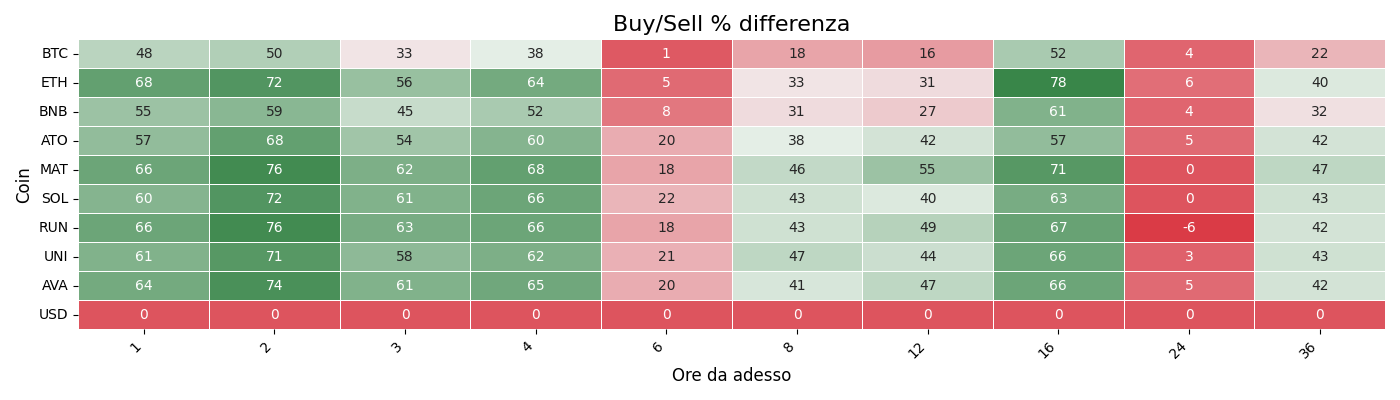 Buy/Sell % differenza
Coin
BTC 48 50 33 38 1 18 16 52 4 22
ETH 68 72 56 64 5 33 31 78 6 40
BNB 55 59 45 52 8 31 27 61 4 32
ATO 57 68 54 60 20 38 42 57 5 42
MAT 66 76 62 68 18 46 55 71 0 47
SOL 60 72 61 66 22 43 40 63 0 43
RUN 66 76 63 66 18 43 49 67 -6 42
UNI 61 71 58 62 21 47 44 66 3 43
AVA 64 74 61 65 20 41 47 66 5 42
USD 0 0 0 0 0 0 0 0 0 0
1 2 3 4 6 8 12 16 24 36
Ore da adesso